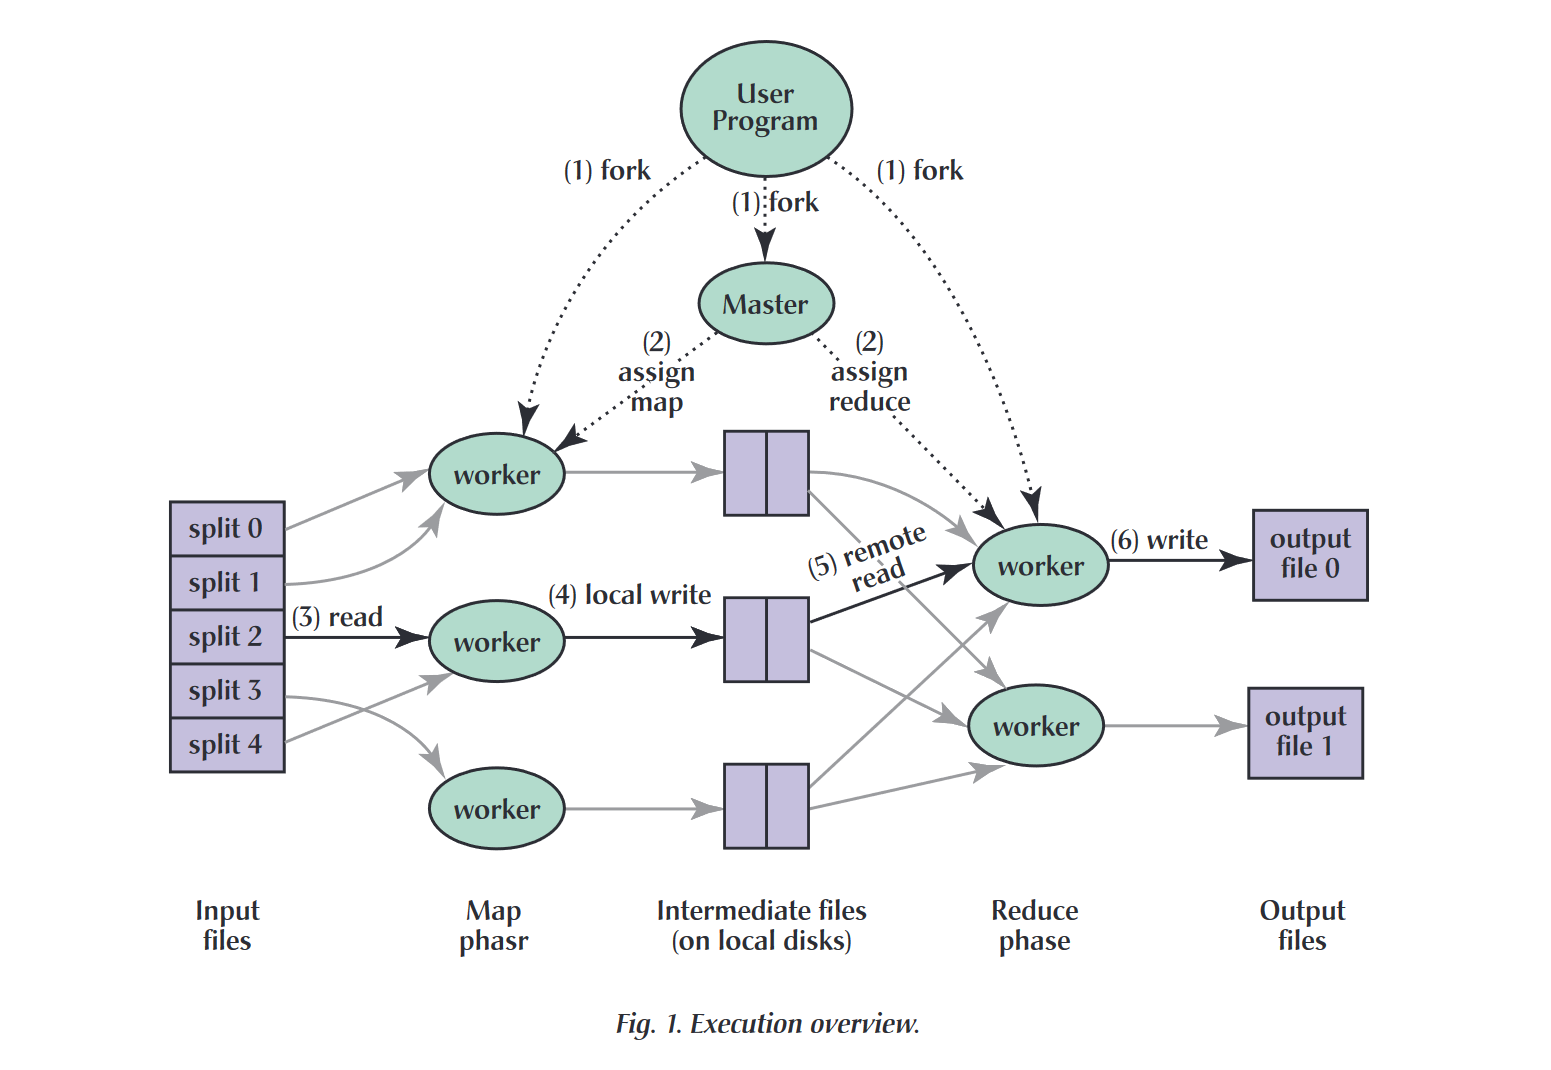 User
Program
(1) fork
(1) fork
(1) fork
Master
(2)
assign
map
(2)
assign
reduce
worker
split 0
split 1
split 2
split 3
split 4
(3) read
worker
(4) local write
worker
(5) remote
read
worker
(6) write
output
file 0
worker
output
file 1
Input
files
Map
phasr
Intermediate files
(on local disks)
Reduce
phase
Output
files
Fig. 1. Execution overview.